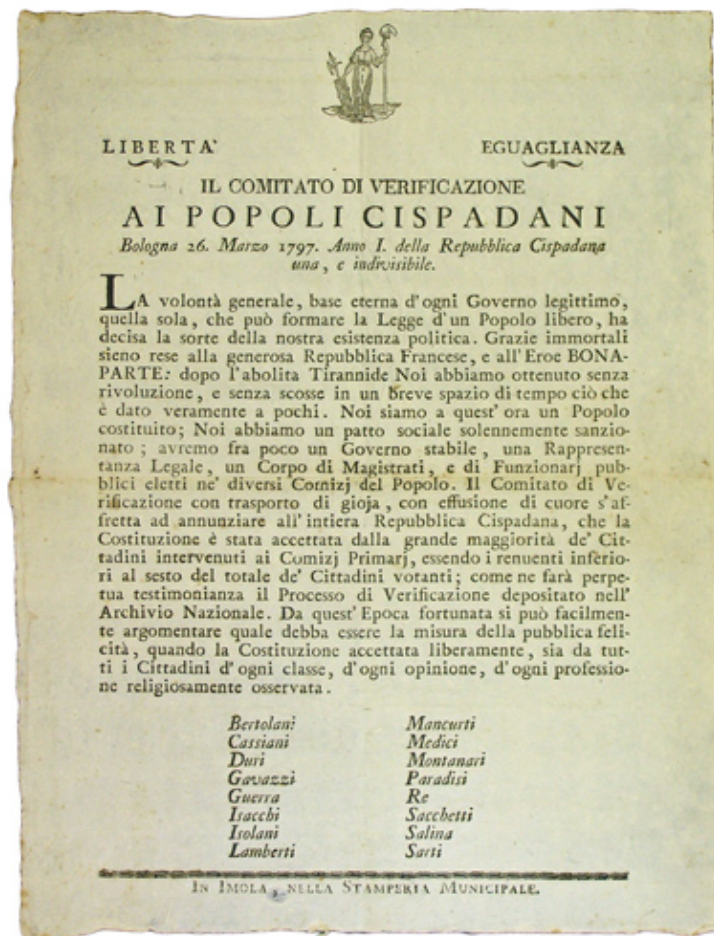 LIBERTA' EGUAGLIANZA
IL COMITATO DI VERIFICAZIONE
AI POPOLI CISPADANI
Bologna 26. Marzo 1797. Anno I. della Repubblica Cispadana
una, e indivisibile.
LA volontà generale, base eterna d'ogni Governo legittimo,
quella sola, che può formare la Legge d'un Popolo libero, ha
decisa la sorte della nostra esistenza politica. Grazie immortali
sieno rese alla generosa Repubblica Francese, e all'Eroe BONA-
PARTE: dopo l'abolita Tirannide Noi abbiamo ottenuto senza
rivoluzione, e senza scosse in un breve spazio di tempo ciò che
è dato veramente a pochi. Noi siamo a quest'ora un Popolo
costituito; Noi abbiamo un patto sociale solennemente sanzio-
nato; avremo fra poco un Governo stabile, una Rappresen-
tanza Legale, un Corpo di Magistrati, e di Funzionarj pub-
blici eletti ne' diversi Comizj del Popolo. Il Comitato di Ve-
rificazione con trasporto di gioja, con effusione di cuore s'af-
fretta ad annunziare all'intiera Repubblica Cispadana, che la
Costituzione è stata accettata dalla grande maggiorità de' Cit-
tadini intervenuti ai Comizj Primarj, essendo i renuenti inferio-
ri al sesto del totale de' Cittadini votanti; come ne farà perpe-
tua testimonianza il Processo di Verificazione depositato nell'
Archivio Nazionale. Da quest'Epoca fortunata si può facilmen-
te argomentare quale debba essere la misura della pubblica feli-
cità, quando la Costituzione accettata liberamente, sia da tut-
ti i Cittadini d'ogni classe, d'ogni opinione, d'ogni professio-
ne religiosamente osservata.
Bertolani Mancurti
Cassiani Medici
Duri Montanari
Gavazzi Paradisi
Guerra Re
Isacchi Sacchetti
Isolani Salina
Lamberti Sarti
IN IMOLA, NELLA STAMPERIA MUNICIPALE.